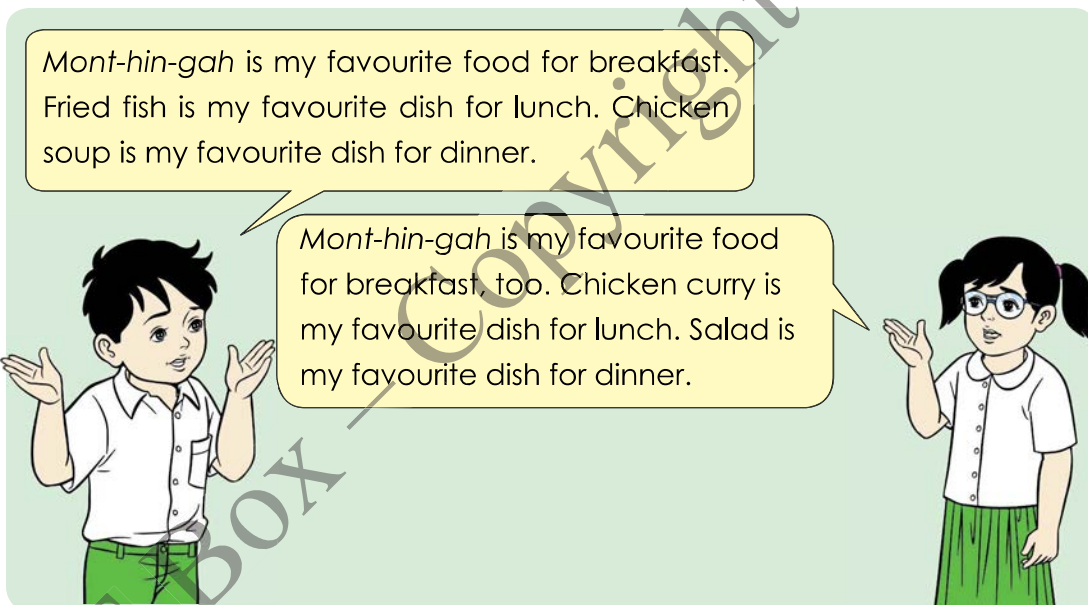 Mont-hin-gah is my favourite food for breakfast.
Fried fish is my favourite dish for lunch. Chicken
soup is my favourite dish for dinner.
Mont-hin-gah is my favourite food
for breakfast, too. Chicken curry is
my favourite dish for lunch. Salad is
my favourite dish for dinner.
Box – Copyright